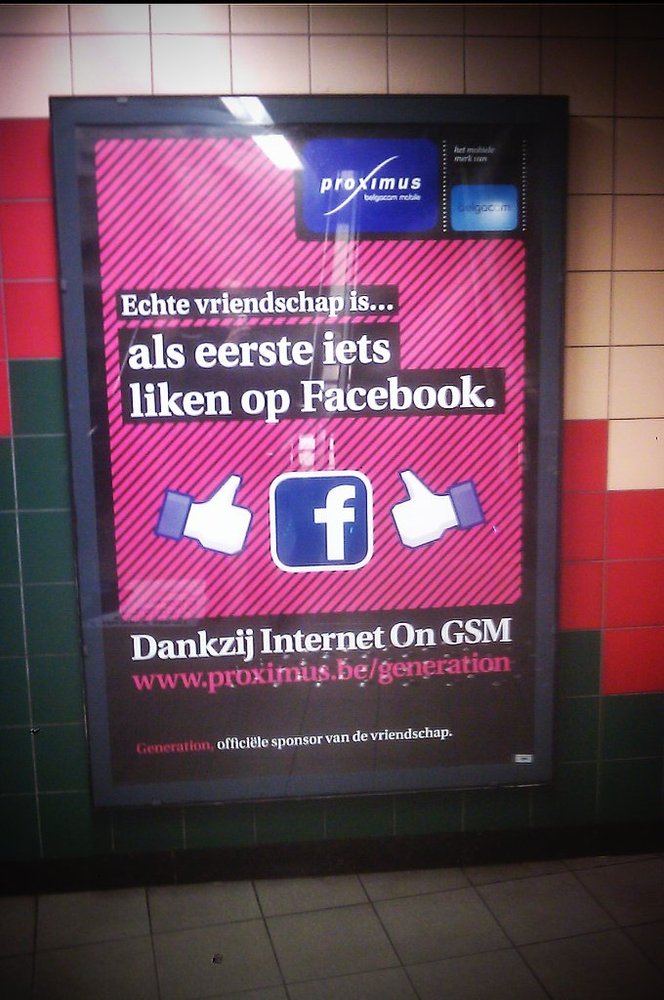 proximus
belgacom mobile
het mobiele
merk van
belgacom
Echte vriendschap is...
als eerste iets
liken op Facebook.
f
Dankzij Internet On GSM
www.proximus.be/generation
Generation, officiële sponsor van de vriendschap.